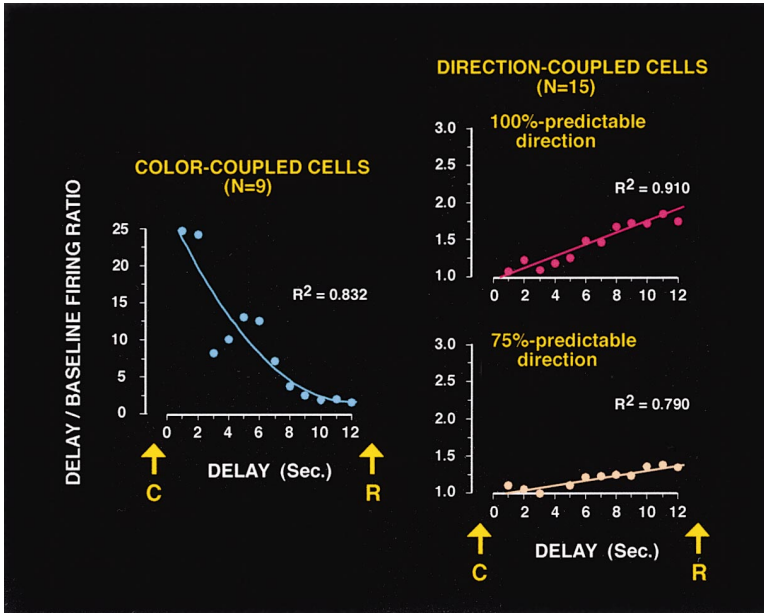 COLOR-COUPLED CELLS
(N=9)
DELAY / BASELINE FIRING RATIO
25
20
15
10
5
0
R² = 0.832
0 2 4 6 8 10 12
DELAY (Sec.)
C R
DIRECTION-COUPLED CELLS
(N=15)
100%-predictable
direction
3.0
2.5
2.0
1.5
1.0
R² = 0.910
0 2 4 6 8 10 12
75%-predictable
direction
3.0
2.5
2.0
1.5
1.0
R² = 0.790
0 2 4 6 8 10 12
DELAY (Sec.)
C R